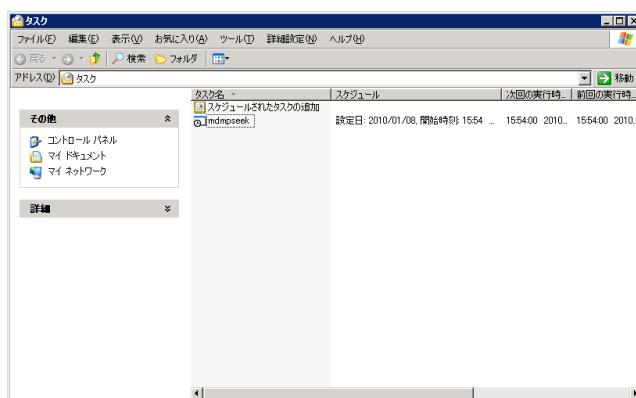 タスク
ファイル(F) 編集(E) 表示(V) お気に入り(A) ツール(T) 詳細設定(N) ヘルプ(H)
戻る 検索 フォルダ
アドレス(D) タスク 移動
タスク名 スケジュール 次回の実行時... 前回の実行時...
スケジュールされたタスクの追加
mdmpseek 設定日: 2010/01/08, 開始時刻: 15:54 ... 15:54:00 2010... 15:54:00 2010...
その他
コントロール パネル
マイ ドキュメント
マイ ネットワーク
詳細